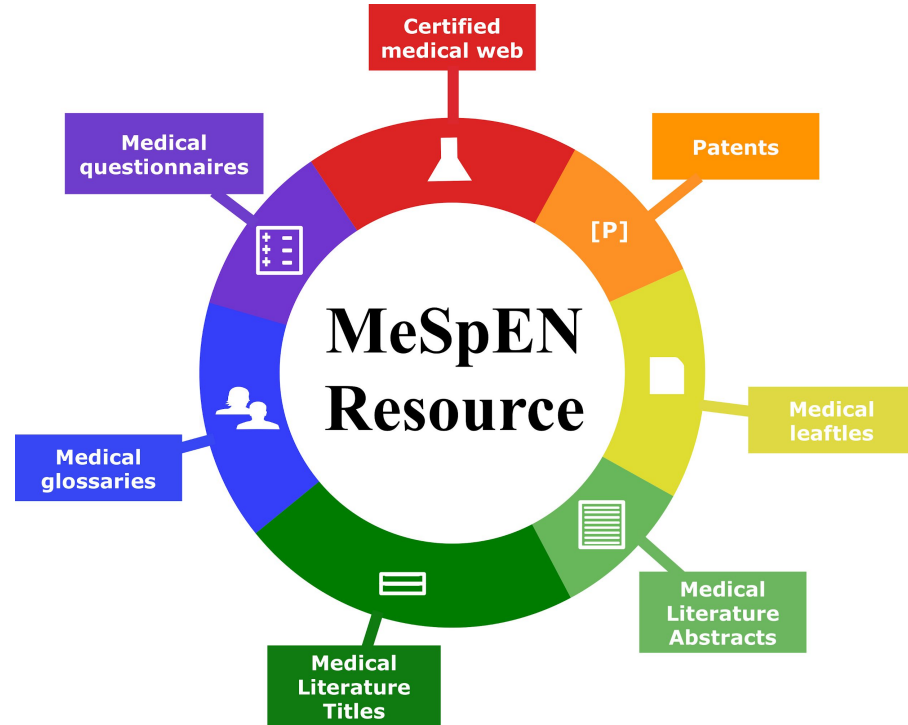 Certified
medical web
Medical
questionnaires
Patents
[P]
MeSpEN
Resource
Medical
leaftles
Medical
glossaries
Medical
Literature
Abstracts
Medical
Literature
Titles